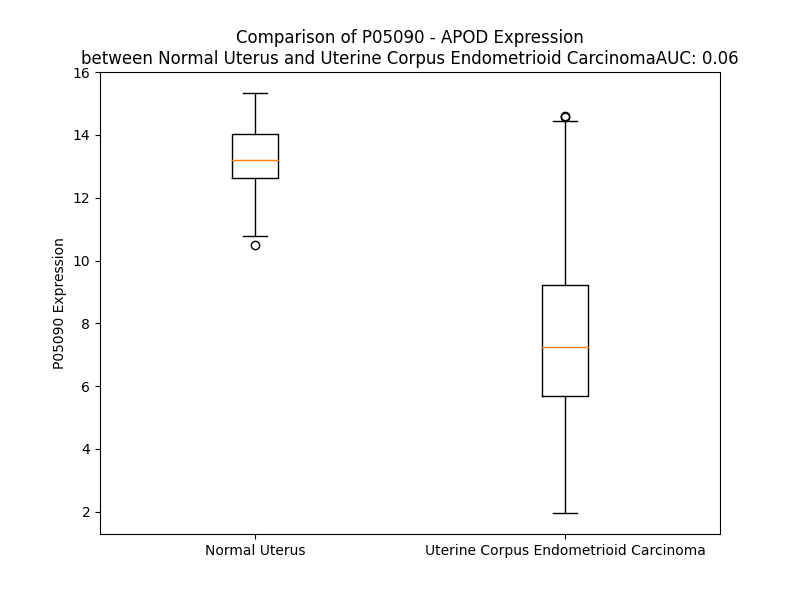 Comparison of P05090 - APOD Expression
between Normal Uterus and Uterine Corpus Endometrioid CarcinomaAUC: 0.06
16
14
12
10
8
6
4
2
P05090 Expression
Normal Uterus
Uterine Corpus Endometrioid Carcinoma